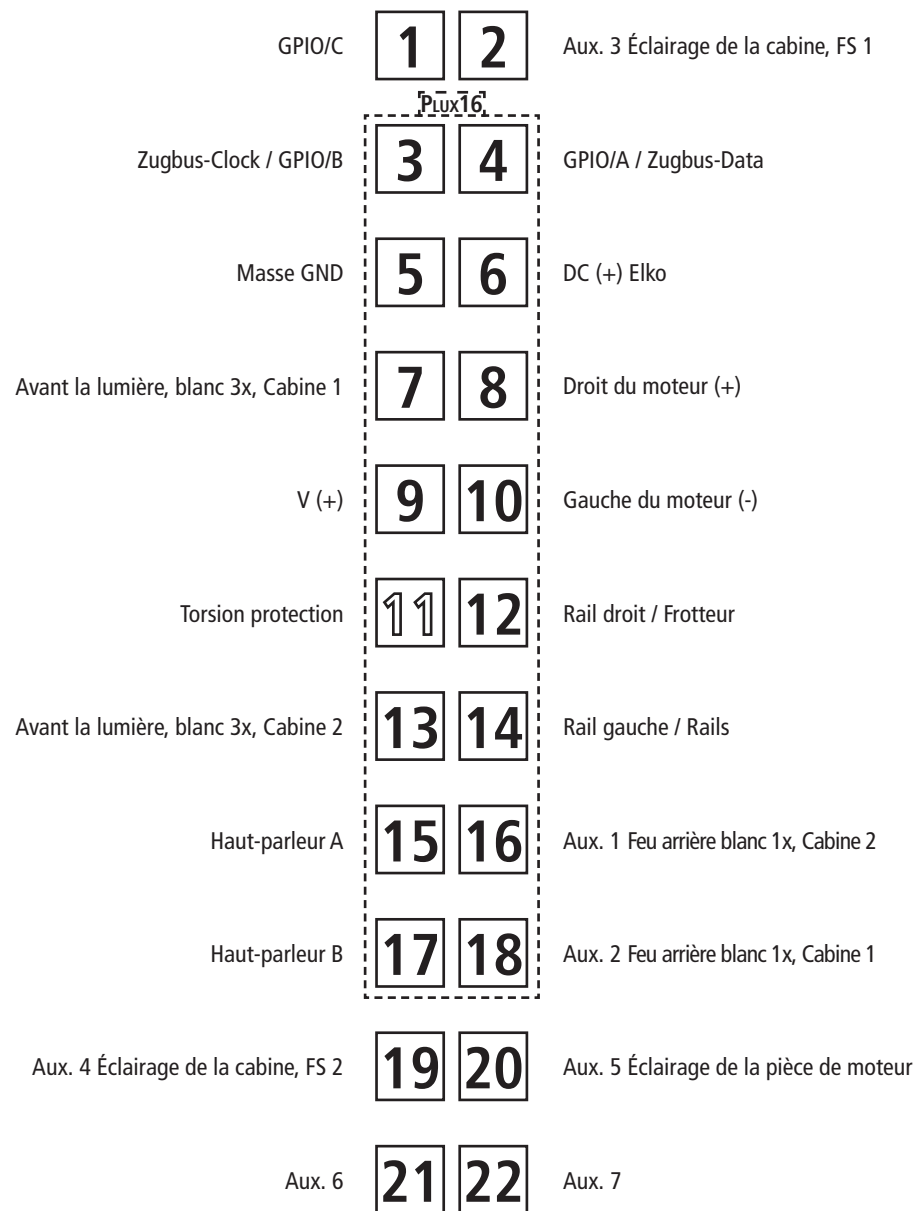 GPIO/C 1 2 Aux. 3 Éclairage de la cabine, FS 1
PLUX16
Zugbus-Clock / GPIO/B 3 4 GPIO/A / Zugbus-Data
Masse GND 5 6 DC (+) Elko
Avant la lumière, blanc 3x, Cabine 1 7 8 Droit du moteur (+)
V (+) 9 10 Gauche du moteur (-)
Torsion protection 11 12 Rail droit / Frotteur
Avant la lumière, blanc 3x, Cabine 2 13 14 Rail gauche / Rails
Haut-parleur A 15 16 Aux. 1 Feu arrière blanc 1x, Cabine 2
Haut-parleur B 17 18 Aux. 2 Feu arrière blanc 1x, Cabine 1
Aux. 4 Éclairage de la cabine, FS 2 19 20 Aux. 5 Éclairage de la pièce de moteur
Aux. 6 21 22 Aux. 7